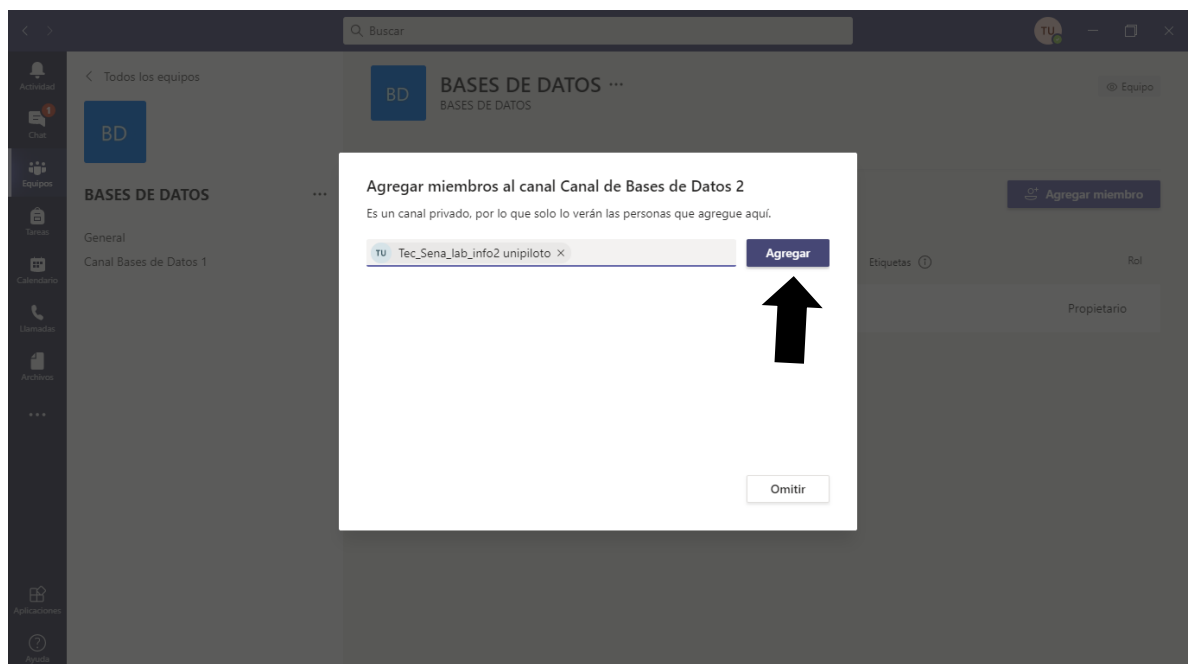 Buscar
TU
Actividad
Chat
1
Equipos
Tareas
Calendario
Llamadas
Archivos
Aplicaciones
Ayuda
Todos los equipos
BD
BASES DE DATOS ...
General
Canal Bases de Datos 1
BD
BASES DE DATOS ...
BASES DE DATOS
Equipo
Agregar miembro
Etiquetas
Rol
Propietario
Agregar miembros al canal Canal de Bases de Datos 2
Es un canal privado, por lo que solo lo verán las personas que agregue aquí.
TU Tec_Sena_lab_info2 unipiloto ×
Agregar
Omitir